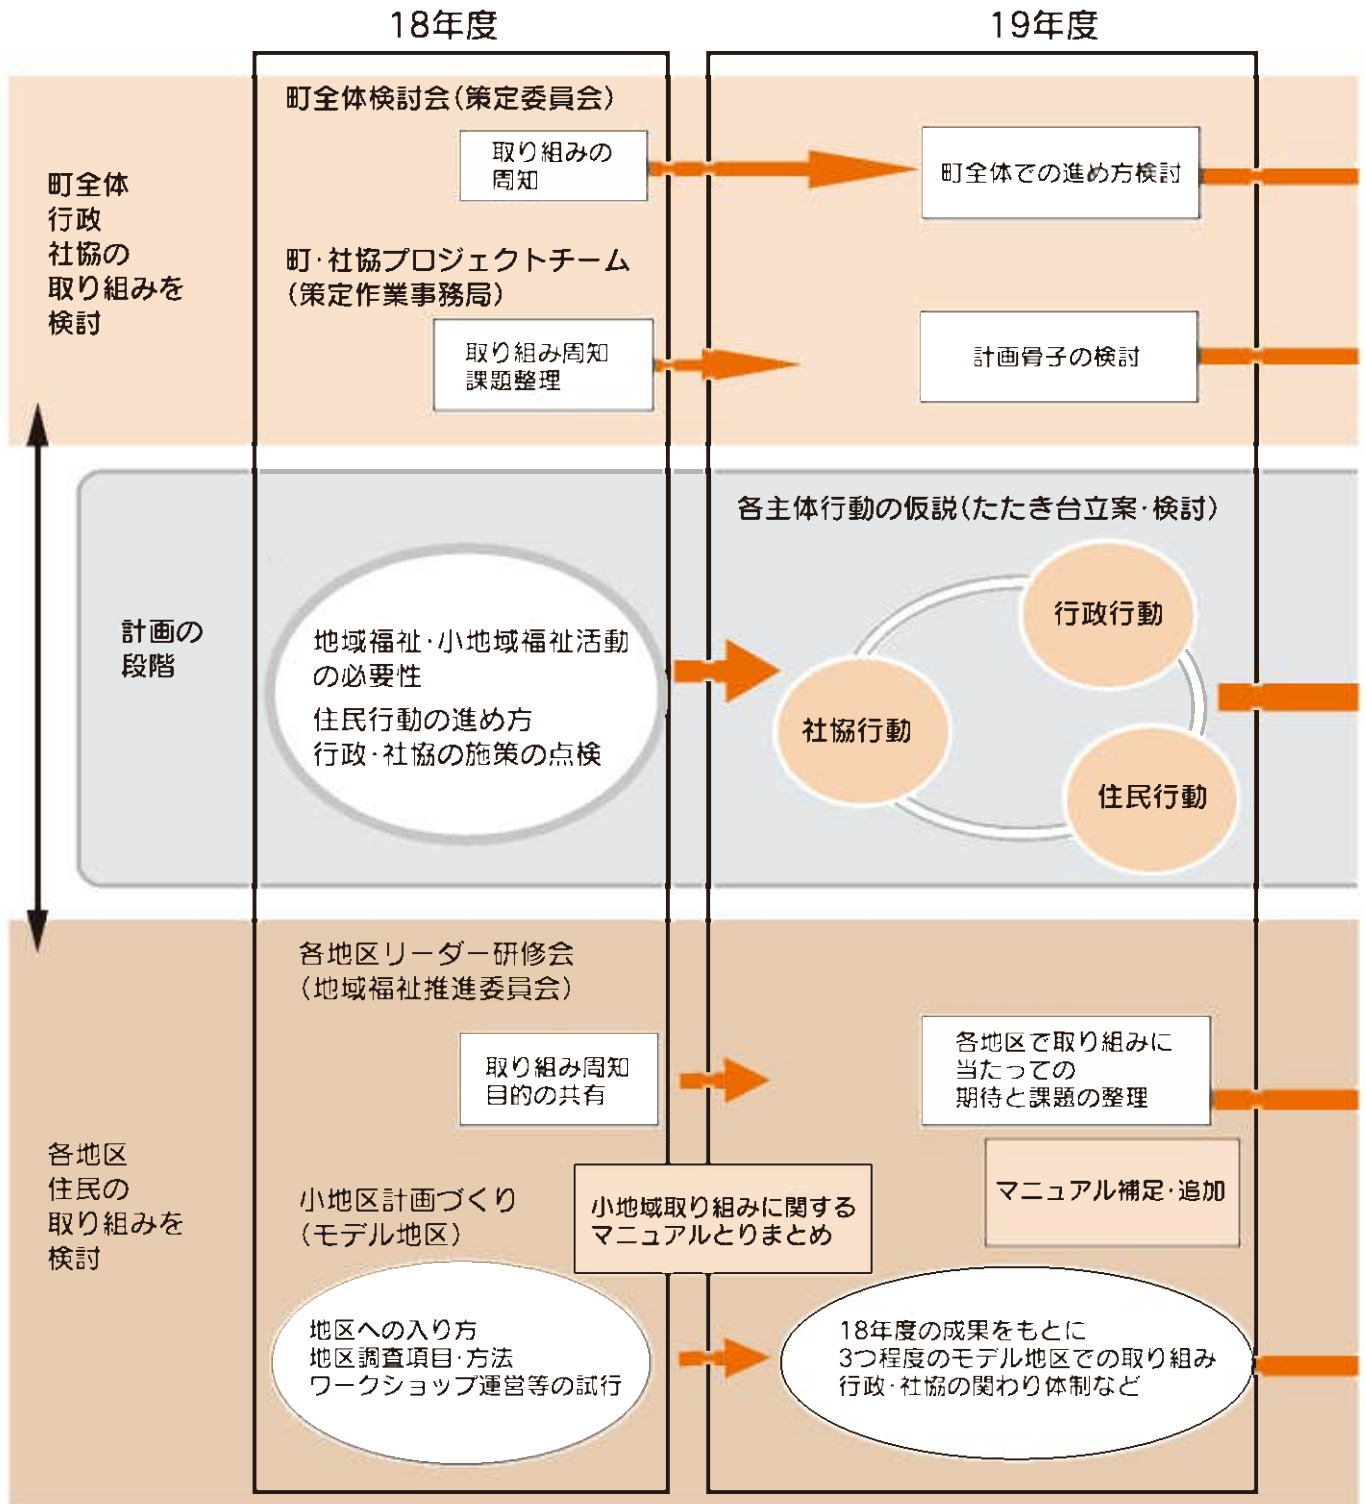 18年度
19年度
町全体
行政
社協の
取り組みを
検討
町全体検討会(策定委員会)
取り組みの
周知
町全体での進め方検討
町・社協プロジェクトチーム
(策定作業事務局)
取り組み周知
課題整理
計画骨子の検討
計画の
段階
地域福祉・小地域福祉活動
の必要性
住民行動の進め方
行政・社協の施策の点検
各主体行動の仮説(たたき台立案・検討)
行政行動
社協行動
住民行動
各地区
住民の
取り組みを
検討
各地区リーダー研修会
(地域福祉推進委員会)
取り組み周知
目的の共有
各地区で取り組みに
当たっての
期待と課題の整理
小地区計画づくり
(モデル地区)
小地域取り組みに関する
マニュアルとりまとめ
マニュアル補足・追加
地区への入り方
地区調査項目・方法
ワークショップ運営等の試行
18年度の成果をもとに
3つ程度のモデル地区での取り組み
行政・社協の関わり体制など